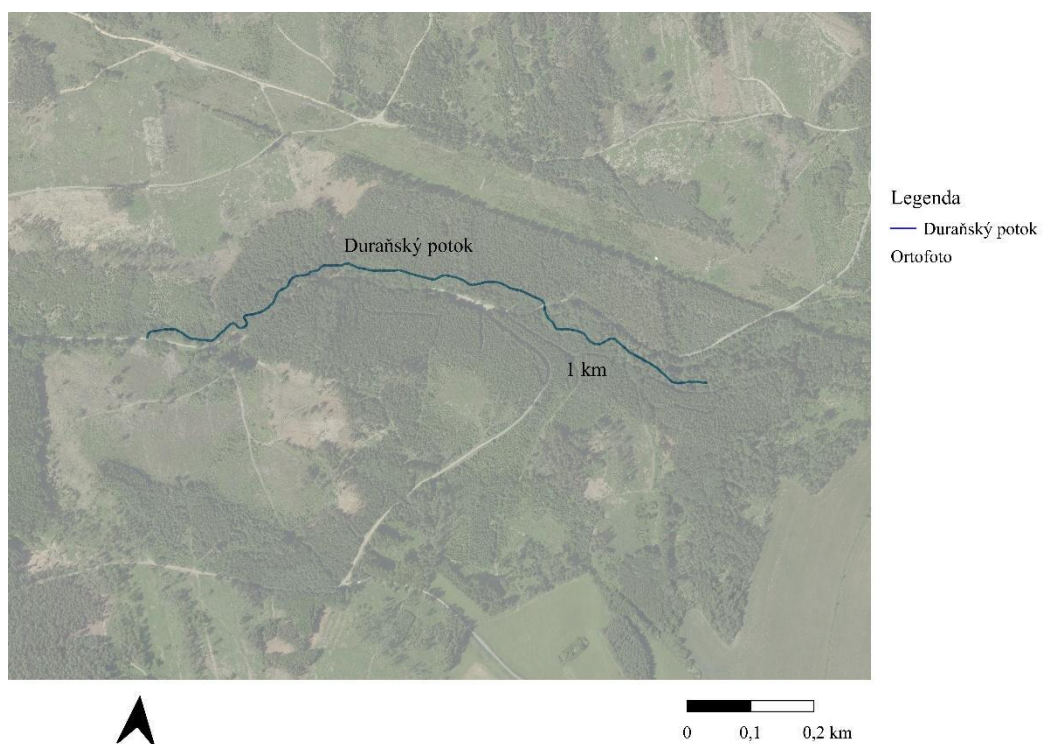 Duraňský potok
1 km
Legenda
Duraňský potok
Ortofoto
0 0,1 0,2 km